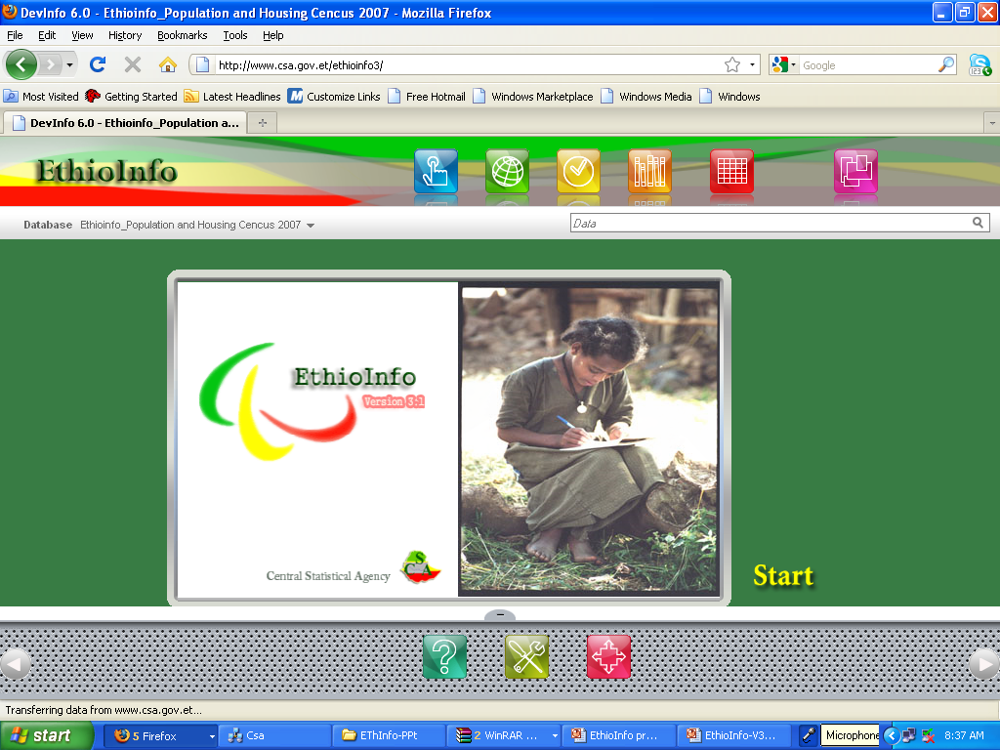 DevInfo 6.0 - Ethioinfo_Population and Housing Cencus 2007 - Mozilla Firefox
File Edit View History Bookmarks Tools Help
http://www.csa.gov.et/ethioinfo3/
Google
Most Visited Getting Started Latest Headlines Customize Links Free Hotmail Windows Marketplace Windows Media Windows
DevInfo 6.0 - Ethioinfo_Population a...
EthioInfo
Database Ethioinfo_Population and Housing Cencus 2007
Data
EthioInfo
Version 3:1
Central Statistical Agency
CSA
Start
Transferring data from www.csa.gov.et...
start 5 Firefox Csa EThInfo-PPt 2 WinRAR ... EthioInfo pr... EthioInfo-V3... Microphone 8:37 AM